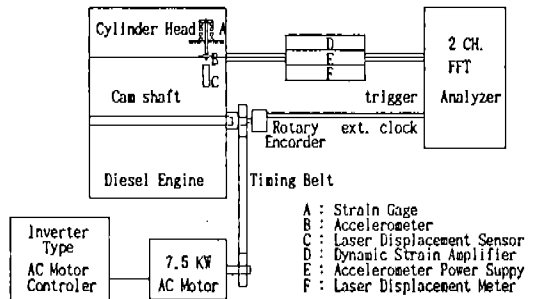 Cylinder Head
A
B
C
D
E
F
2 CH.
FFT
Analyzer
Cam shaft
trigger
Rotary
Encorder
ext. clock
Diesel Engine
Timing Belt
Inverter
Type
AC Motor
Controler
7.5 KW
AC Motor
A : Strain Gage
B : Accelerometer
C : Laser Displacement Sensor
D : Dynamic Strain Amplifier
E : Accelerometer Power Supply
F : Laser Displacement Meter